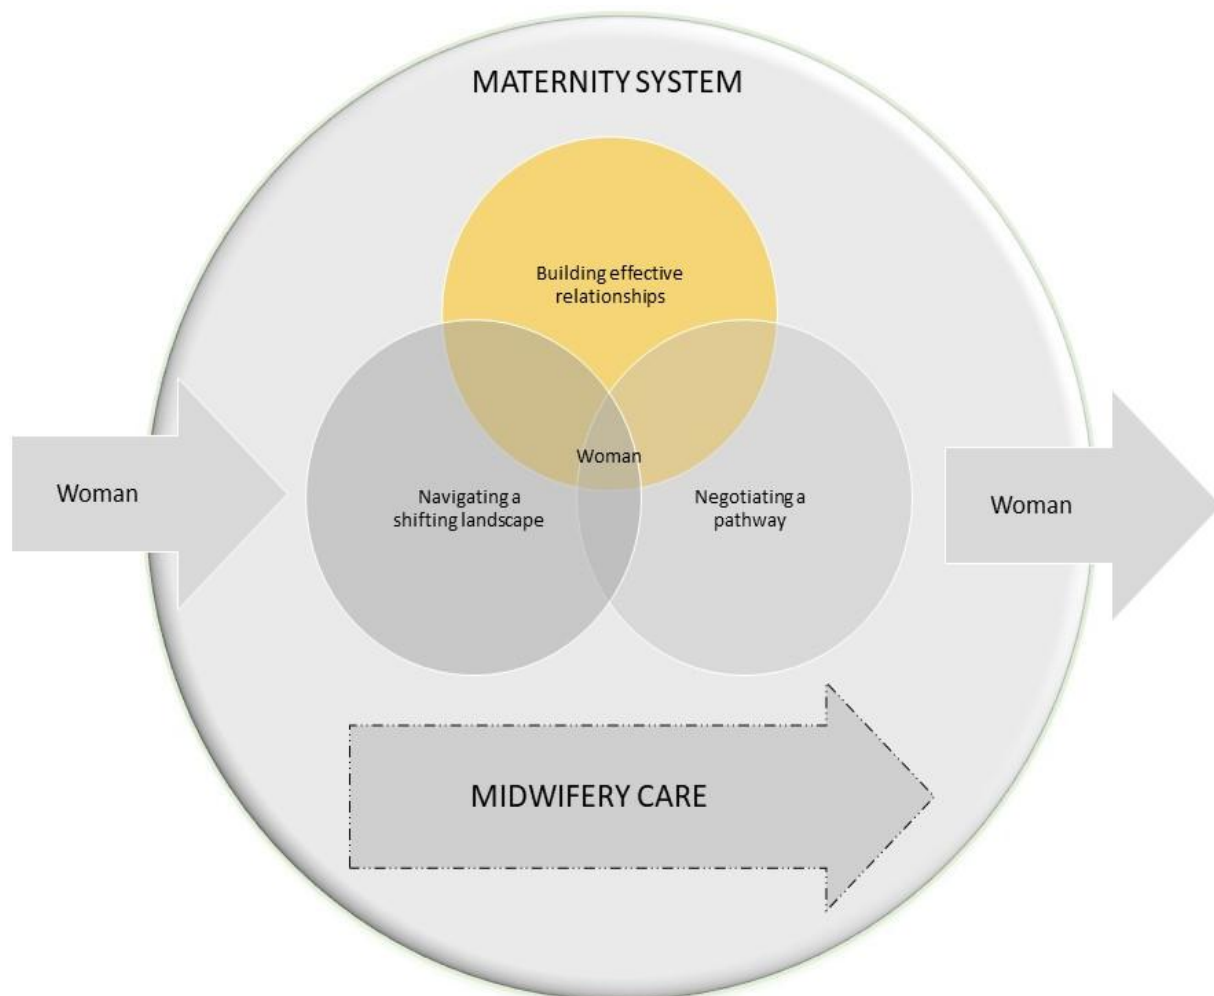 MATERNITY SYSTEM
Building effective
relationships
Woman
Woman
Navigating a
shifting landscape
Negotiating a
pathway
Woman
MIDWIFERY CARE